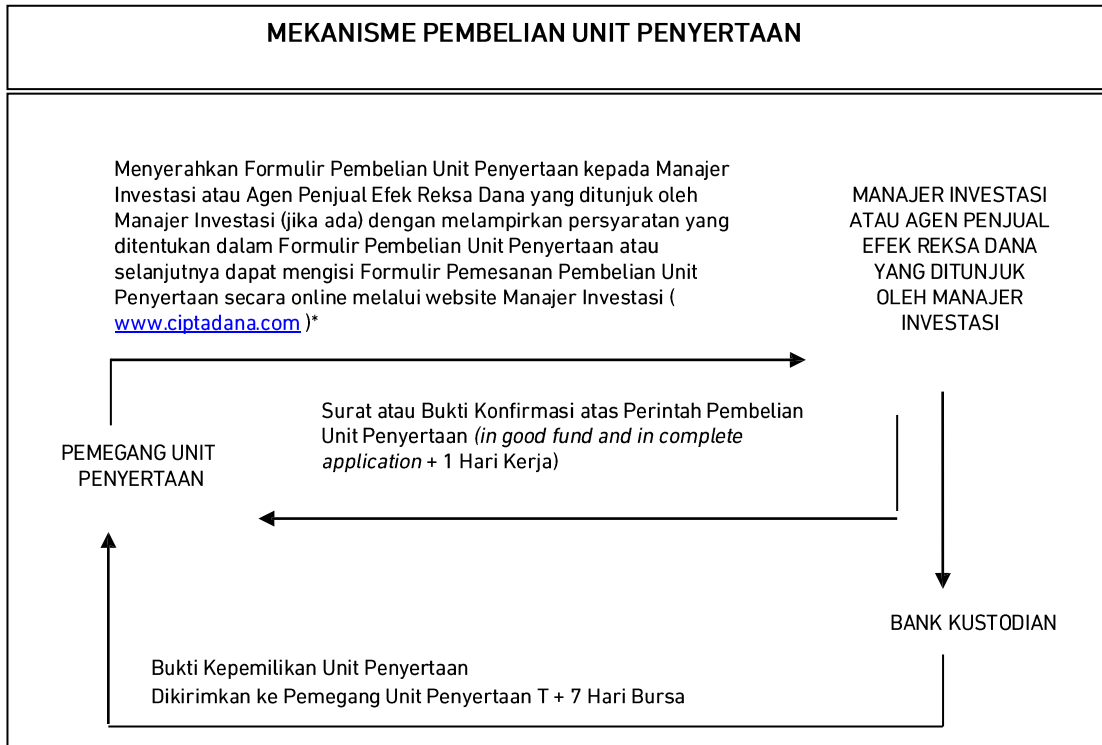 MEKANISME PEMBELIAN UNIT PENYERTAAN
Menyerahkan Formulir Pembelian Unit Penyertaan kepada Manajer
Investasi atau Agen Penjual Efek Reksa Dana yang ditunjuk oleh
Manajer Investasi (jika ada) dengan melampirkan persyaratan yang
ditentukan dalam Formulir Pembelian Unit Penyertaan atau
selanjutnya dapat mengisi Formulir Pemesanan Pembelian Unit
Penyertaan secara online melalui website Manajer Investasi (
www.ciptadana.com )*
MANAJER INVESTASI
ATAU AGEN PENJUAL
EFEK REKSA DANA
YANG DITUNJUK
OLEH MANAJER
INVESTASI
Surat atau Bukti Konfirmasi atas Perintah Pembelian
Unit Penyertaan (in good fund and in complete
application + 1 Hari Kerja)
PEMEGANG UNIT
PENYERTAAN
BANK KUSTODIAN
Bukti Kepemilikan Unit Penyertaan
Dikirimkan ke Pemegang Unit Penyertaan T + 7 Hari Bursa